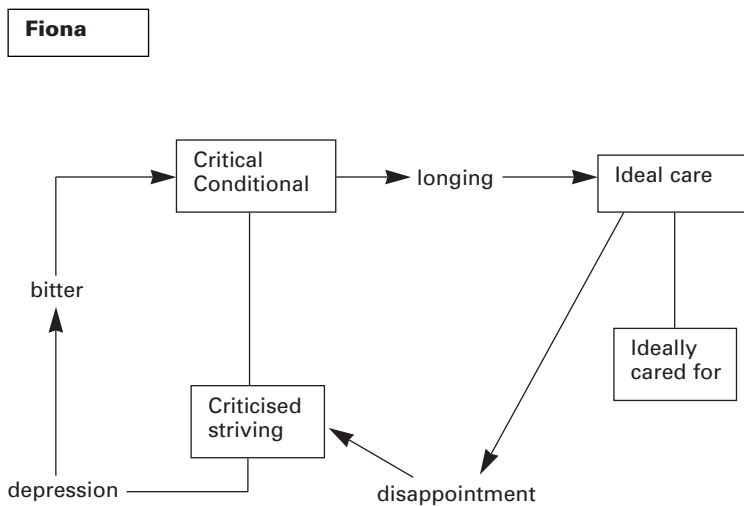 Fiona
Critical
Conditional
longing
Ideal care
bitter
Ideally
cared for
Criticised
striving
depression
disappointment